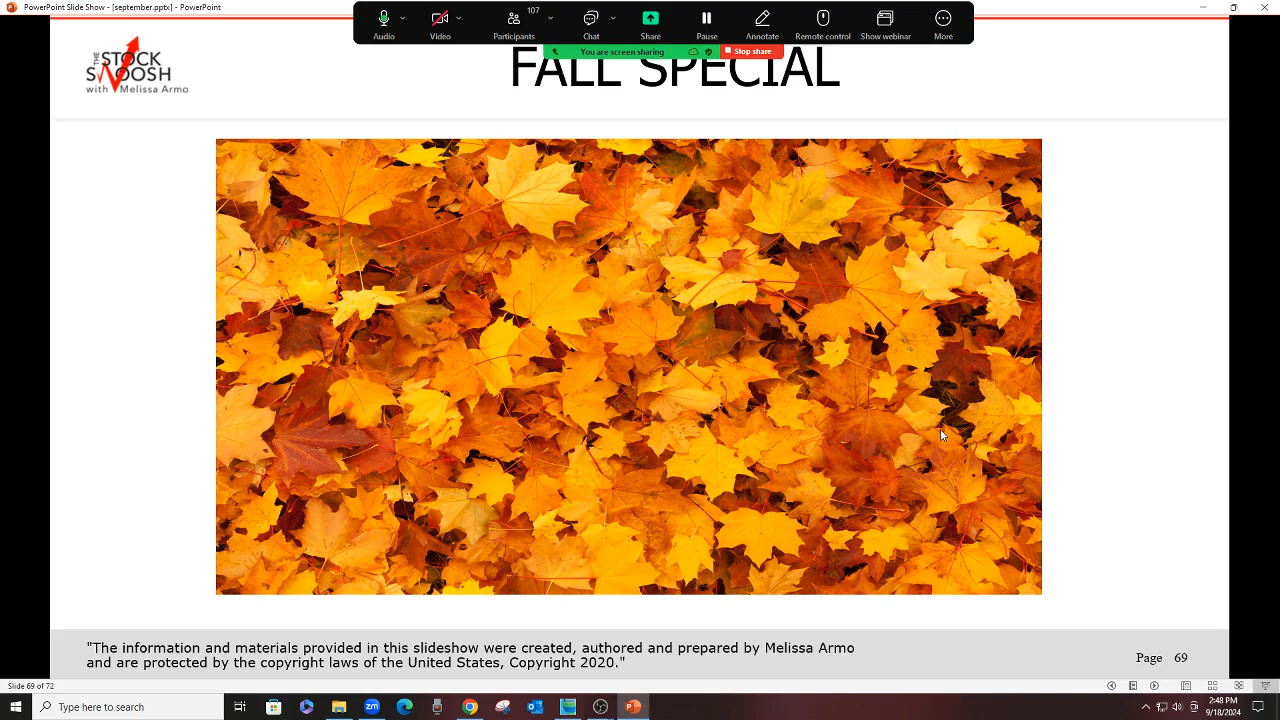 PowerPoint Slide Show - [september.pptx] - PowerPoint
107
Audio
Video
Participants
Chat
Share
Pause
Annotate
Remote control
Show webinar
More
You are screen sharing
Stop share
THE
STOCK
SWOOSH
with Melissa Armo
FALL SPECIAL
"The information and materials provided in this slideshow were created, authored and prepared by Melissa Armo
and are protected by the copyright laws of the United States, Copyright 2020."
Page 69
Slide 69 of 72
Type here to search
zm
2:48 PM
9/18/2024